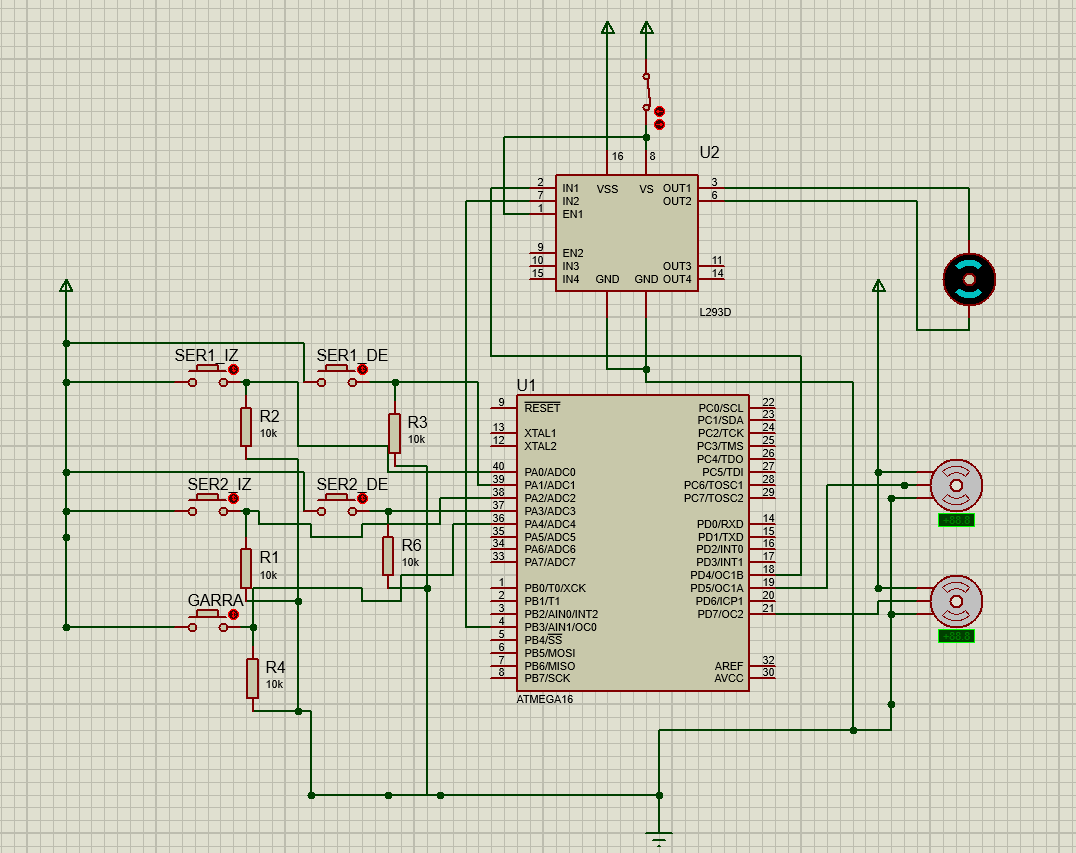 16
8
U2
2
IN1
VSS
VS
OUT1
3
7
IN2
OUT2
6
1
EN1
9
EN2
10
IN3
OUT3
11
15
IN4
GND
GND
OUT4
14
L293D
SER1_IZ
SER1_DE
R2
10k
R3
10k
SER2_IZ
SER2_DE
R1
10k
R6
10k
GARRA
R4
10k
U1
9
RESET
PC0/SCL
22
PC1/SDA
23
13
XTAL1
PC2/TCK
24
12
XTAL2
PC3/TMS
25
PC4/TDO
26
40
PA0/ADC0
PC5/TDI
27
39
PA1/ADC1
PC6/TOSC1
28
38
PA2/ADC2
PC7/TOSC2
29
37
PA3/ADC3
36
PA4/ADC4
PD0/RXD
14
35
PA5/ADC5
PD1/TXD
15
34
PA6/ADC6
PD2/INT0
16
33
PA7/ADC7
PD3/INT1
17
PD4/OC1B
18
1
PB0/T0/XCK
PD5/OC1A
19
2
PB1/T1
PD6/ICP1
20
3
PB2/AIN0/INT2
PD7/OC2
21
4
PB3/AIN1/OC0
5
PB4/SS
6
PB5/MOSI
7
PB6/MISO
AREF
32
8
PB7/SCK
AVCC
30
ATMEGA16
+88.8
+88.8